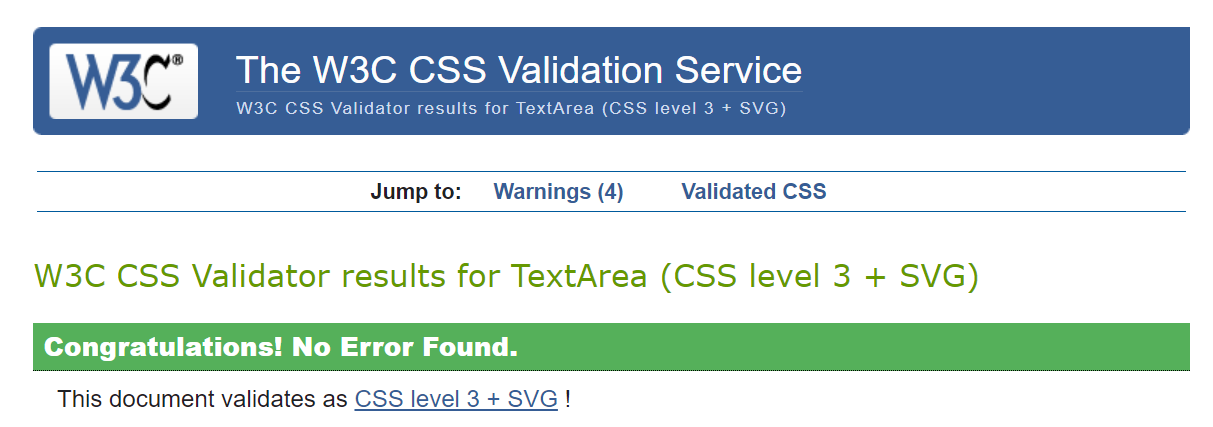 W3C®
The W3C CSS Validation Service
W3C CSS Validator results for TextArea (CSS level 3 + SVG)
Jump to: Warnings (4) Validated CSS
W3C CSS Validator results for TextArea (CSS level 3 + SVG)
Congratulations! No Error Found.
This document validates as CSS level 3 + SVG !